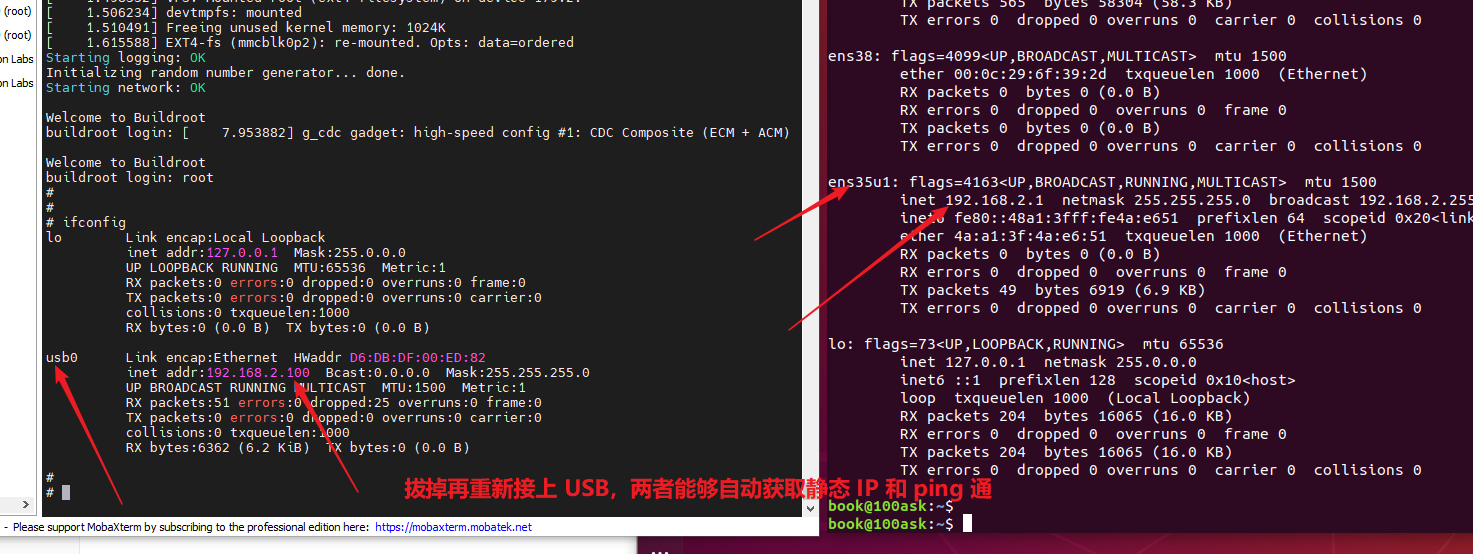 (root)
(root)
on Labs
on Labs
[    1.506234] devtmpfs: mounted
[    1.510491] Freeing unused kernel memory: 1024K
[    1.615588] EXT4-fs (mmcblk0p2): re-mounted. Opts: data=ordered
Starting logging: OK
Initializing random number generator... done.
Starting network: OK
Welcome to Buildroot
buildroot login: [    7.953882] g_cdc gadget: high-speed config #1: CDC Composite (ECM + ACM)
Welcome to Buildroot
buildroot login: root
#
#
# ifconfig
lo        Link encap:Local Loopback
          inet addr:127.0.0.1  Mask:255.0.0.0
          UP LOOPBACK RUNNING  MTU:65536  Metric:1
          RX packets:0 errors:0 dropped:0 overruns:0 frame:0
          TX packets:0 errors:0 dropped:0 overruns:0 carrier:0
          collisions:0 txqueuelen:1000
          RX bytes:0 (0.0 B)  TX bytes:0 (0.0 B)
usb0      Link encap:Ethernet  HWaddr D6:DB:DF:00:ED:82
          inet addr:192.168.2.100  Bcast:0.0.0.0  Mask:255.255.255.0
          UP BROADCAST RUNNING MULTICAST  MTU:1500  Metric:1
          RX packets:51 errors:0 dropped:25 overruns:0 frame:0
          TX packets:0 errors:0 dropped:0 overruns:0 carrier:0
          collisions:0 txqueuelen:1000
          RX bytes:6362 (6.2 KiB)  TX bytes:0 (0.0 B)
#
#
拔掉再重新接上 USB，两者能够自动获取静态 IP 和 ping 通
- Please support MobaXterm by subscribing to the professional edition here: https://mobaxterm.mobatek.net
TX packets 565  bytes 58304 (58.3 KB)
TX errors 0  dropped 0 overruns 0  carrier 0  collisions 0
ens38: flags=4099<UP,BROADCAST,MULTICAST>  mtu 1500
        ether 00:0c:29:6f:39:2d  txqueuelen 1000  (Ethernet)
        RX packets 0  bytes 0 (0.0 B)
        RX errors 0  dropped 0  overruns 0  frame 0
        TX packets 0  bytes 0 (0.0 B)
        TX errors 0  dropped 0 overruns 0  carrier 0  collisions 0
ens35u1: flags=4163<UP,BROADCAST,RUNNING,MULTICAST>  mtu 1500
        inet 192.168.2.1  netmask 255.255.255.0  broadcast 192.168.2.255
        inet6 fe80::48a1:3fff:fe4a:e651  prefixlen 64  scopeid 0x20<link
        ether 4a:a1:3f:4a:e6:51  txqueuelen 1000  (Ethernet)
        RX packets 0  bytes 0 (0.0 B)
        RX errors 0  dropped 0  overruns 0  frame 0
        TX packets 49  bytes 6919 (6.9 KB)
        TX errors 0  dropped 0 overruns 0  carrier 0  collisions 0
lo: flags=73<UP,LOOPBACK,RUNNING>  mtu 65536
        inet 127.0.0.1  netmask 255.0.0.0
        inet6 ::1  prefixlen 128  scopeid 0x10<host>
        loop  txqueuelen 1000  (Local Loopback)
        RX packets 204  bytes 16065 (16.0 KB)
        RX errors 0  dropped 0  overruns 0  frame 0
        TX packets 204  bytes 16065 (16.0 KB)
        TX errors 0  dropped 0 overruns 0  carrier 0  collisions 0
book@100ask:~$
book@100ask:~$